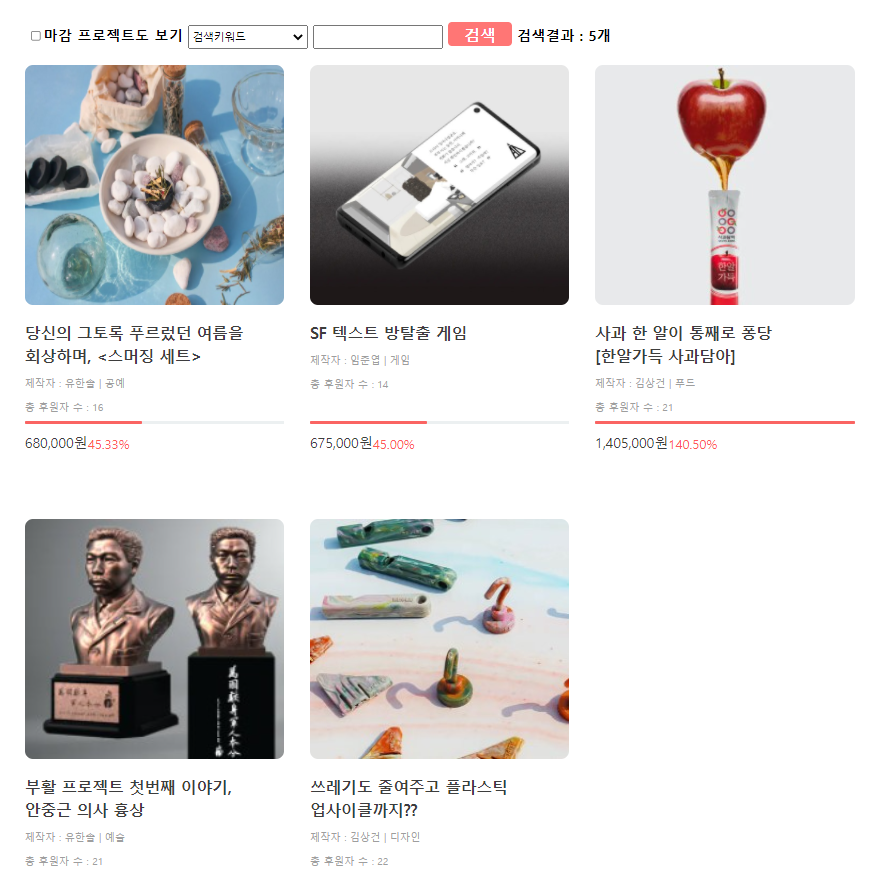 마감 프로젝트도 보기 검색키워드 검색 검색결과 : 5개
한알
가득
당신의 그토록 푸르렀던 여름을
회상하며, <스머징 세트>
제작자 : 유한솔 | 공예
총 후원자 수 : 16
680,000원45.33%
SF 텍스트 방탈출 게임
제작자 : 임준엽 | 게임
총 후원자 수 : 14
675,000원45.00%
사과 한 알이 통째로 퐁당
[한알가득 사과담아]
제작자 : 김상건 | 푸드
총 후원자 수 : 21
1,405,000원140.50%
부활 프로젝트 첫번째 이야기,
안중근 의사 흉상
제작자 : 유한솔 | 예술
총 후원자 수 : 21
쓰레기도 줄여주고 플라스틱
업사이클까지??
제작자 : 김상건 | 디자인
총 후원자 수 : 22